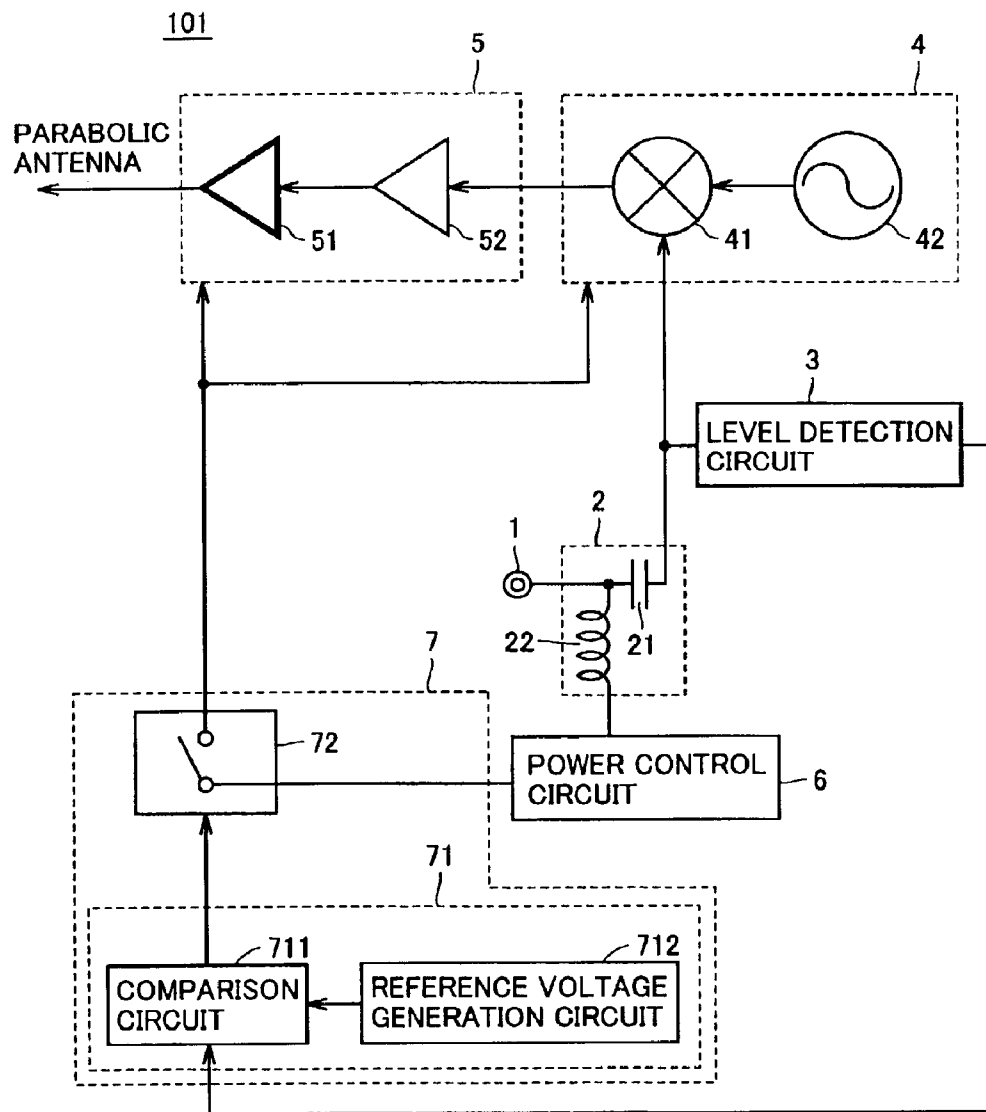 101
5
4
PARABOLIC
ANTENNA
51
52
41
42
3
LEVEL DETECTION
CIRCUIT
2
1
22
21
7
72
POWER CONTROL
CIRCUIT
6
71
711
712
COMPARISON
CIRCUIT
REFERENCE VOLTAGE
GENERATION CIRCUIT